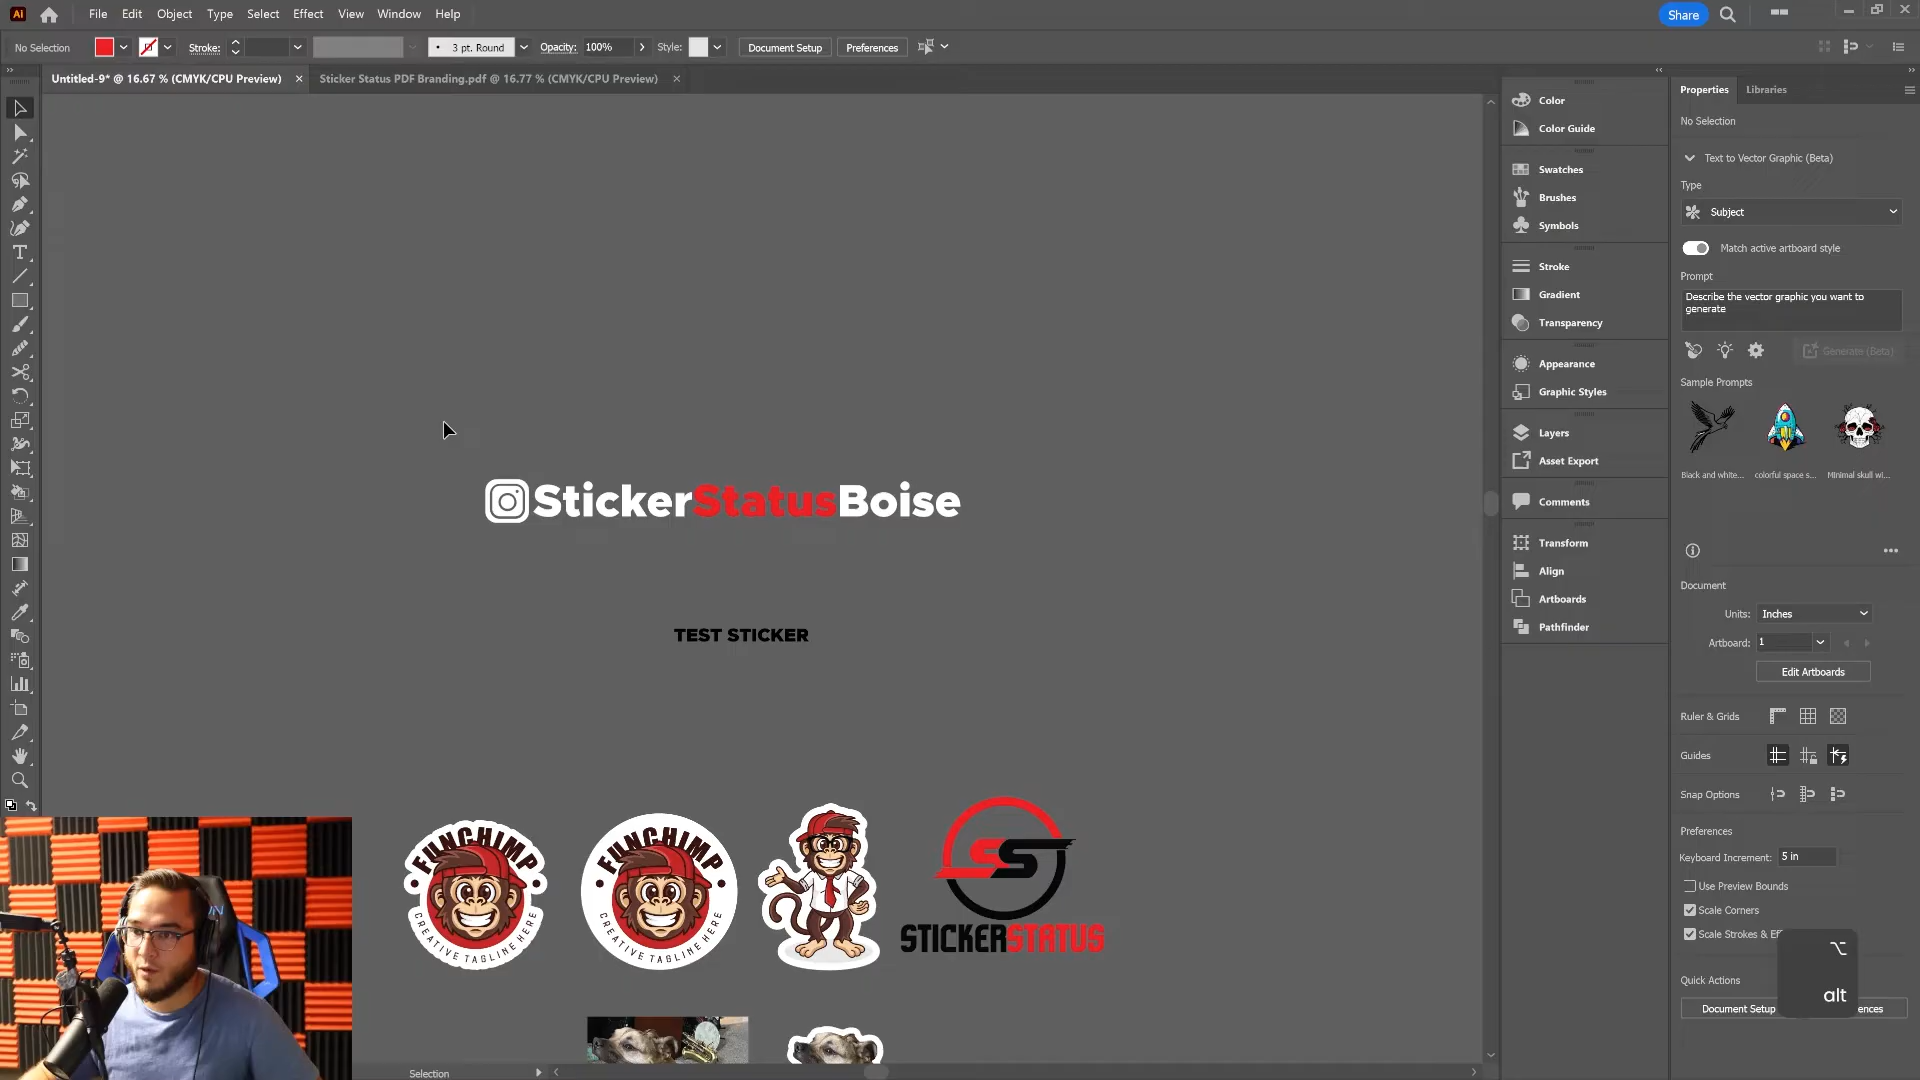 Ai File Edit Object Type Select Effect View Window Help Share
No Selection Stroke: 3 pt. Round Opacity: 100% Style: Document Setup Preferences
Untitled-9* @ 16.67 % (CMYK/CPU Preview) × Sticker Status PDF Branding.pdf @ 16.77 % (CMYK/CPU Preview) ×
StickerStatusBoise
TEST STICKER
FUNCHIMP
CREATIVE TAGLINE HERE
FUNCHIMP
CREATIVE TAGLINE HERE
SS
STICKERSTATUS
Selection
Color
Color Guide
Swatches
Brushes
Symbols
Stroke
Gradient
Transparency
Appearance
Graphic Styles
Layers
Asset Export
Comments
Transform
Align
Artboards
Pathfinder
Properties Libraries
No Selection
Text to Vector Graphic (Beta)
Type
Subject
Match active artboard style
Prompt
Describe the vector graphic you want to
generate
Generate (Beta)
Sample Prompts
Black and white... colorful space s... Minimal skull wi...
Document
Units: Inches
Artboard: 1
Edit Artboards
Ruler & Grids
Guides
Snap Options
Preferences
Keyboard Increment: 5 in
Use Preview Bounds
Scale Corners
Scale Strokes & Ef
Quick Actions
alt
Document Setup ences